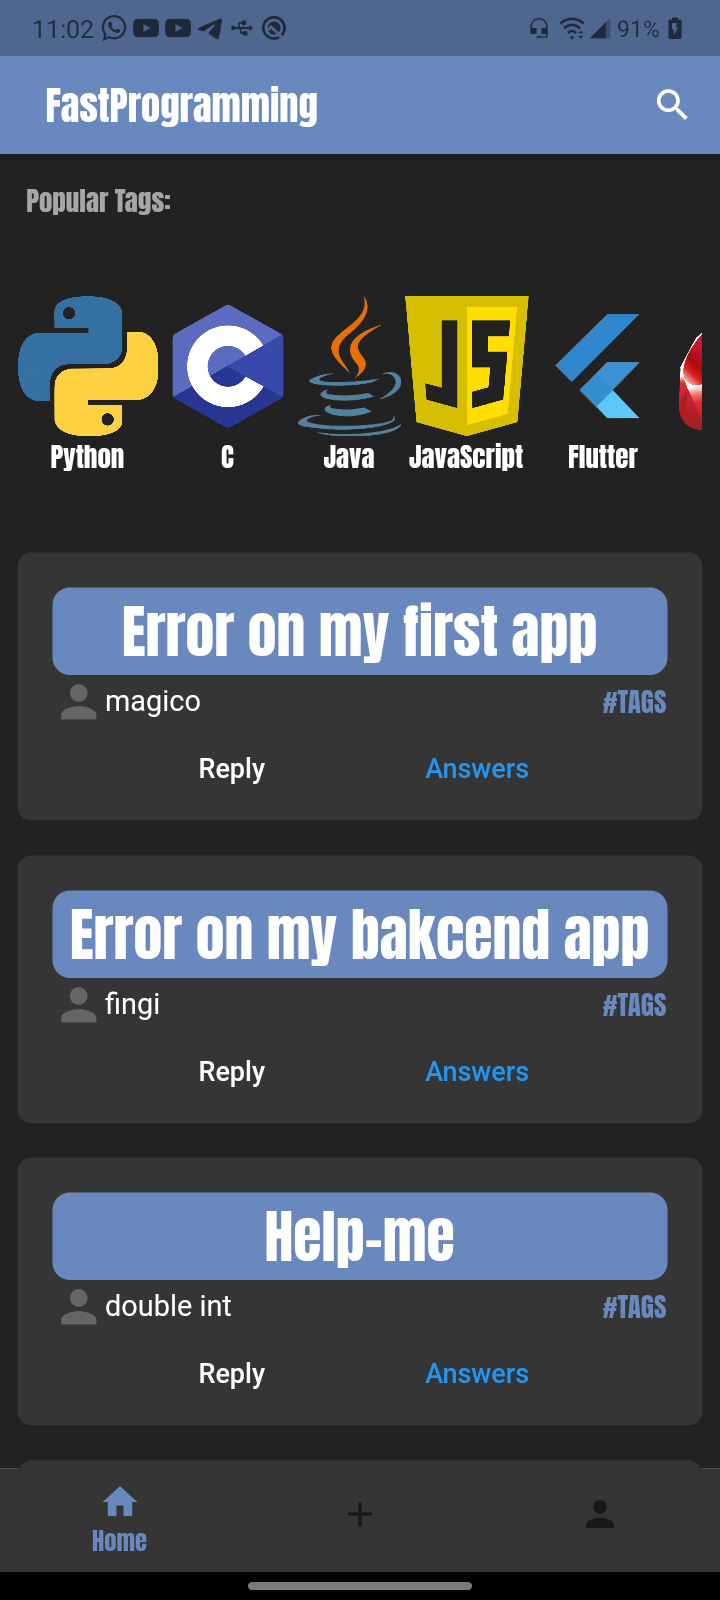 11:02 91%
FastProgramming
Popular Tags:
JS
Python C Java JavaScript Flutter
Error on my first app
magico #TAGS
Reply Answers
Error on my bakcend app
fingi #TAGS
Reply Answers
Help-me
double int #TAGS
Reply Answers
Home